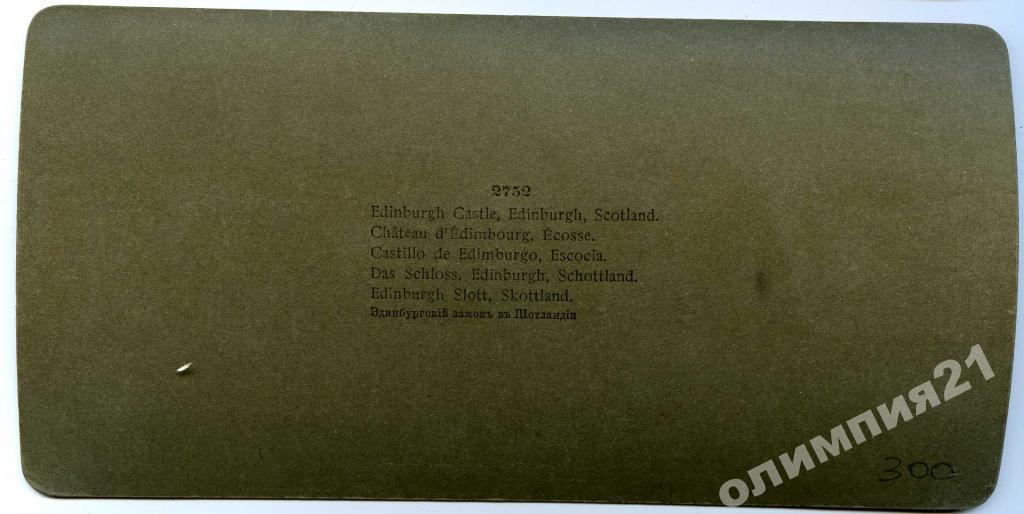 2752
Edinburgh Castle, Edinburgh, Scotland.
Château d'Édimbourg, Écosse.
Castillo de Edimburgo, Escocia.
Das Schloss, Edinburgh, Schottland.
Edinburgh Slott, Skottland.
Эдинбургскій замокъ въ Шотландіи
олимпия21
300